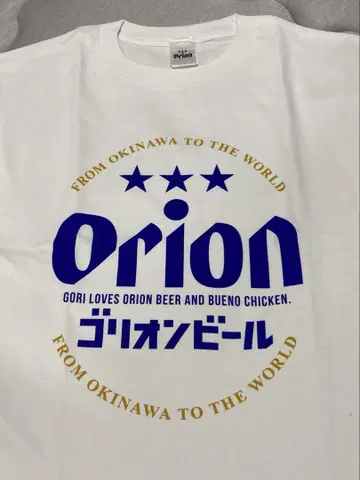 orion
FROM OKINAWA TO THE WORLD
orion
GORI LOVES ORION BEER AND BUENO CHICKEN.
ゴリオンビール
FROM OKINAWA TO THE WORLD